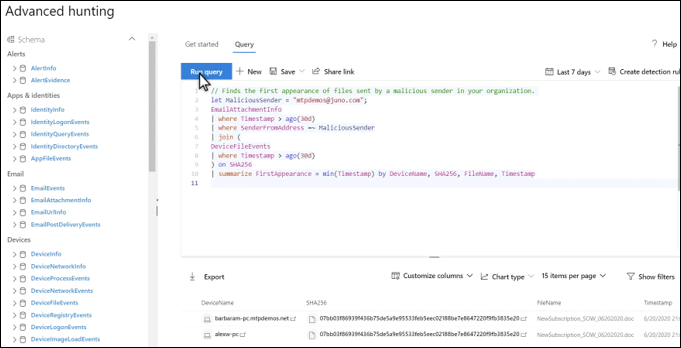 Advanced hunting
Schema
Alerts
AlertInfo
AlertEvidence
Apps & identities
IdentityInfo
IdentityLogonEvents
IdentityQueryEvents
IdentityDirectoryEvents
AppFileEvents
Email
EmailEvents
EmailAttachmentInfo
EmailUrlInfo
EmailPostDeliveryEvents
Devices
DeviceInfo
DeviceNetworkInfo
DeviceProcessEvents
DeviceNetworkEvents
DeviceFileEvents
DeviceRegistryEvents
DeviceLogonEvents
DeviceImageLoadEvents
Get started Query
? Help
Run query + New Save Share link Last 7 days Create detection rul
1 // Finds the first appearance of files sent by a malicious sender in your organization.
2 let MaliciousSender = "mtpdemos@juno.com";
3 EmailAttachmentInfo
4 | where Timestamp > ago(30d)
5 | where SenderFromAddress =~ MaliciousSender
6 | join (
7 DeviceFileEvents
8 | where Timestamp > ago(30d)
9 ) on SHA256
10 | summarize FirstAppearance = min(Timestamp) by DeviceName, SHA256, FileName, Timestamp
11
Export Customize columns Chart type 15 items per page Show filters
DeviceName SHA256 FileName Timestamp
barbaram-pc.mtpdemos.net 07bb03f86939f436b75de5a9e95533feb5eec02188be7e8647220f9fb3835e20 NewSubscription_SOW_06202020.doc 6/20/2020 21:
alexw-pc 07bb03f86939f436b75de5a9e95533feb5eec02188be7e8647220f9fb3835e20 NewSubscription_SOW_06202020.doc 6/20/2020 21: